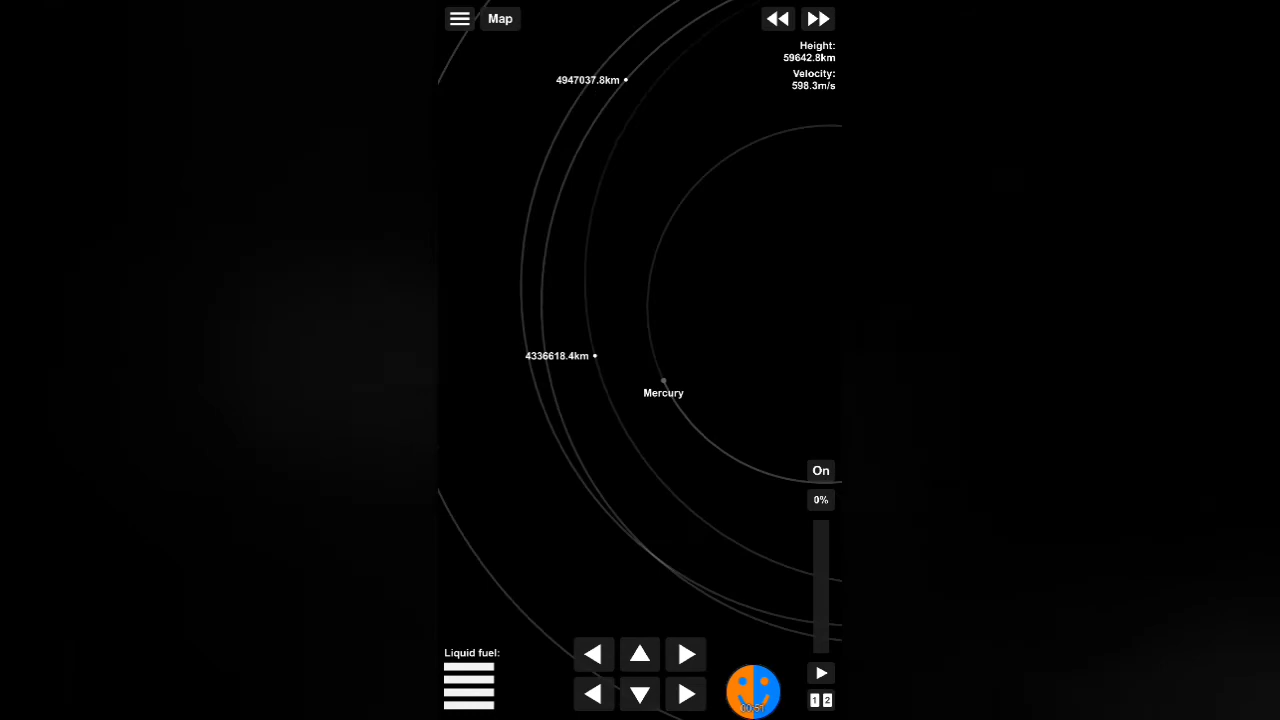 Map
Height:
59642.8km
Velocity:
598.3m/s
4947037.8km
4336618.4km
Mercury
On
0%
Liquid fuel:
1 2